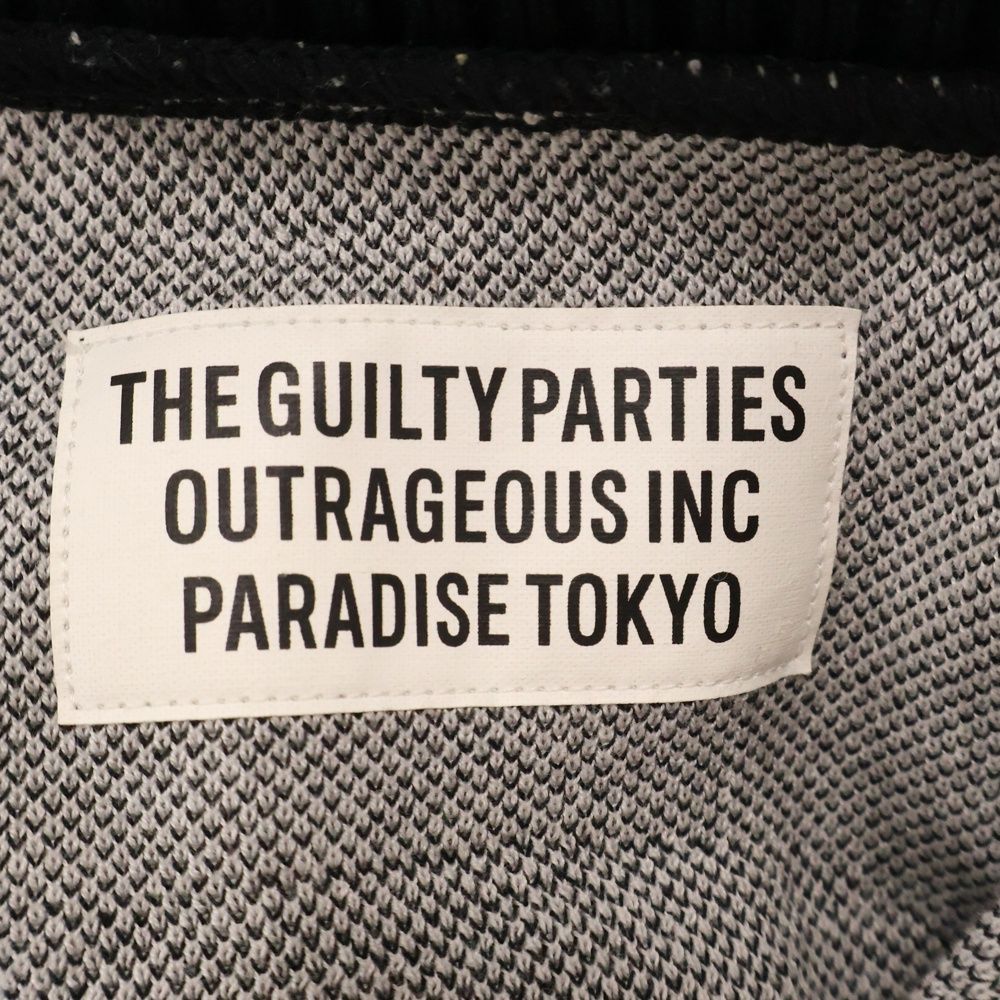 THE GUILTY PARTIES
OUTRAGEOUS INC
PARADISE TOKYO